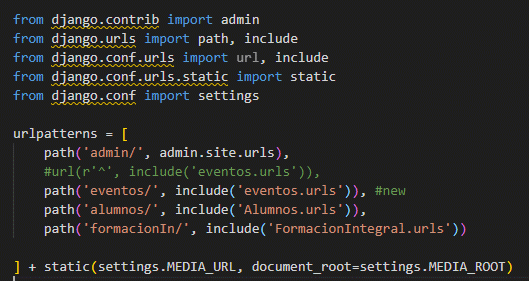 from django.contrib import admin
from django.urls import path, include
from django.conf.urls import url, include
from django.conf.urls.static import static
from django.conf import settings
urlpatterns = [
path('admin/', admin.site.urls),
#url(r'^', include('eventos.urls')),
path('eventos/', include('eventos.urls')), #new
path('alumnos/', include('Alumnos.urls')),
path('formacionIn/', include('FormacionIntegral.urls'))
] + static(settings.MEDIA_URL, document_root=settings.MEDIA_ROOT)